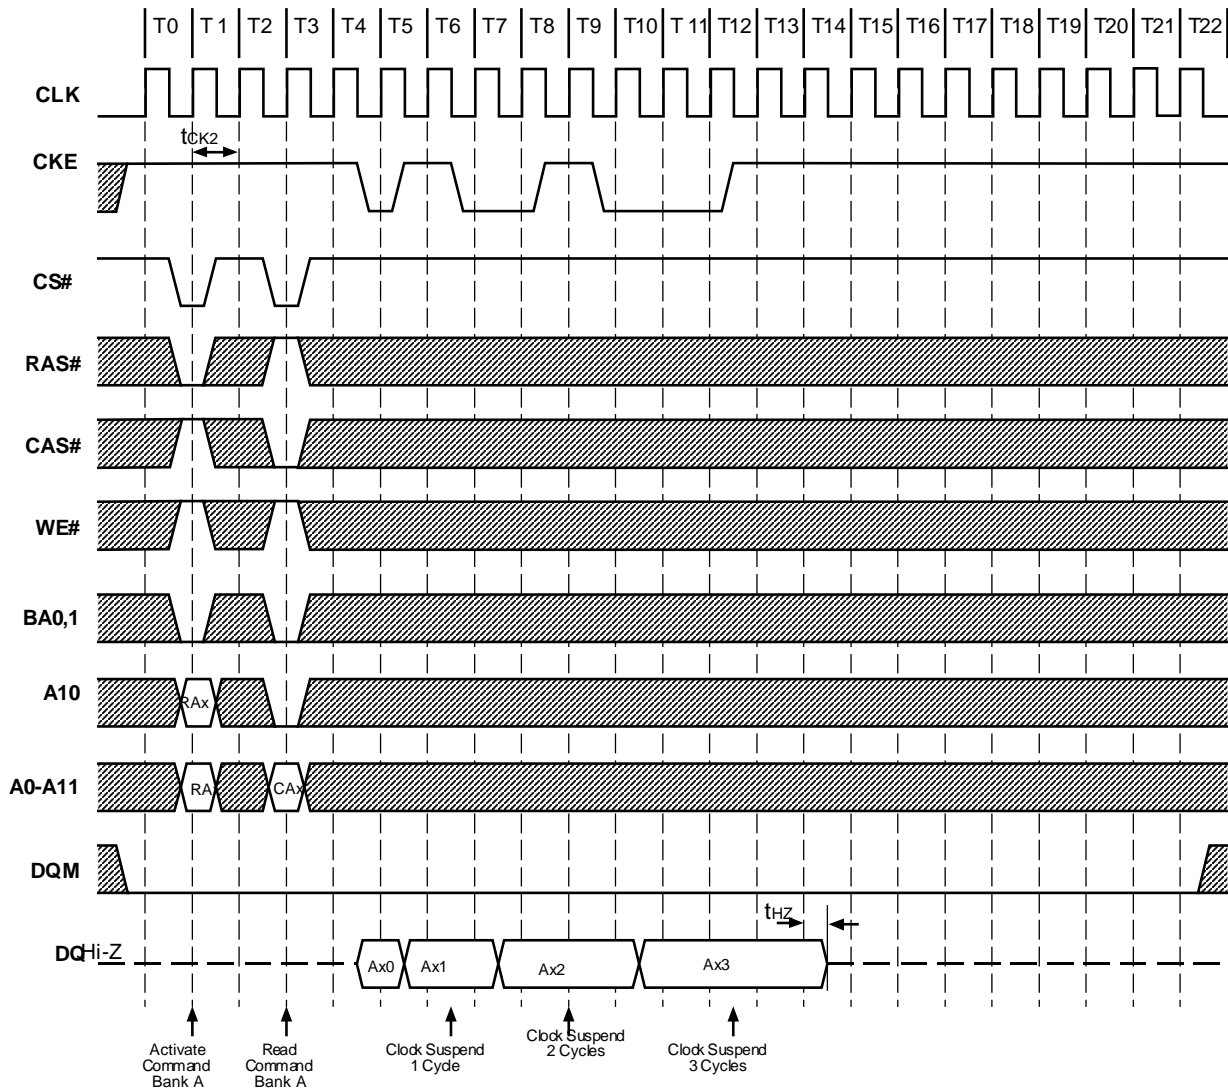 T0 T 1 T2 T3 T4 T5 T6 T7 T8 T9 T10 T 11 T12 T13 T14 T15 T16 T17 T18 T19 T20 T21 T22
CLK
tCK2
CKE
CS#
RAS#
CAS#
WE#
BA0,1
A10
RAx
A0-A11
RA
CAx
DQM
tHZ
DQ
Hi-Z
Ax0
Ax1
Ax2
Ax3
Activate
Command
Bank A
Read
Command
Bank A
Clock Suspend
1 Cycle
Clock Suspend
2 Cycles
Clock Suspend
3 Cycles